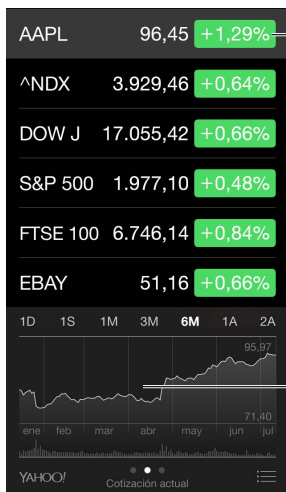 AAPL 96,45 +1,29%
^NDX 3.929,46 +0,64%
DOW J 17.055,42 +0,66%
S&P 500 1.977,10 +0,48%
FTSE 100 6.746,14 +0,84%
EBAY 51,16 +0,66%
1D 1S 1M 3M 6M 1A 2A
95,97
71,40
ene feb mar abr may jun jul
YAHOO!
Cotización actual